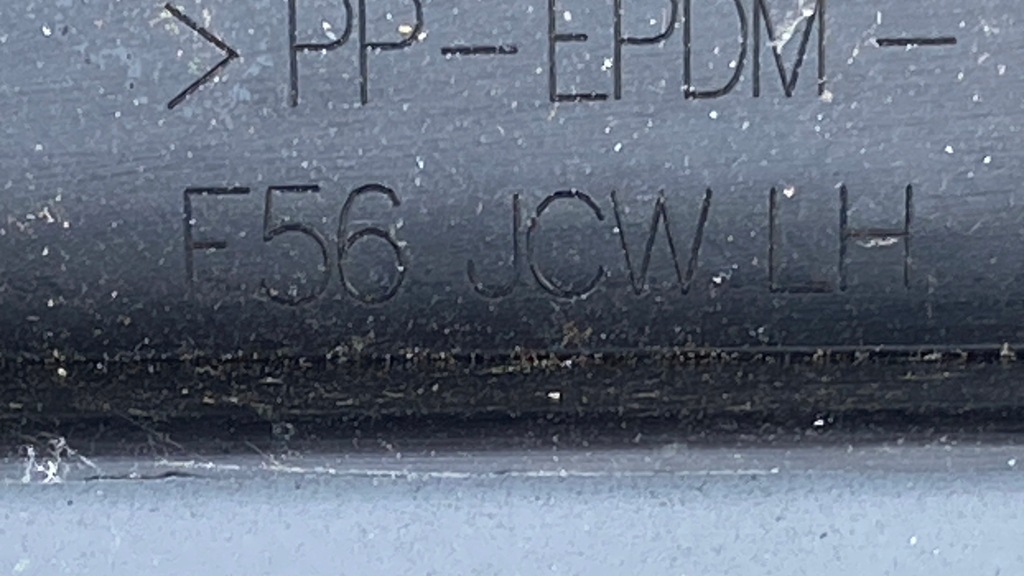 >PP-EPDM-
F56 JCW LH